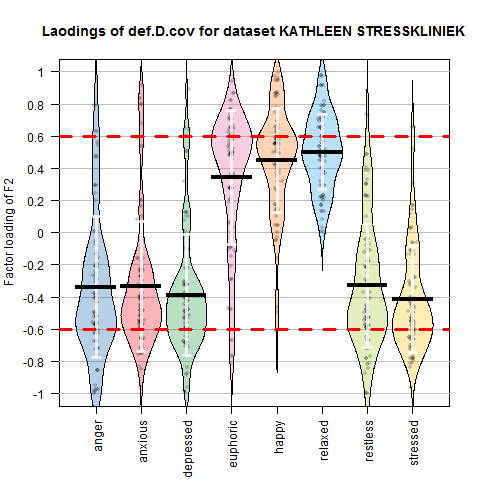 Laodings of def.D.cov for dataset KATHLEEN STRESSKLINIEK
Factor loading of F2
1
0.8
0.6
0.4
0.2
0
-0.2
-0.4
-0.6
-0.8
-1
anger
anxious
depressed
euphoric
happy
relaxed
restless
stressed